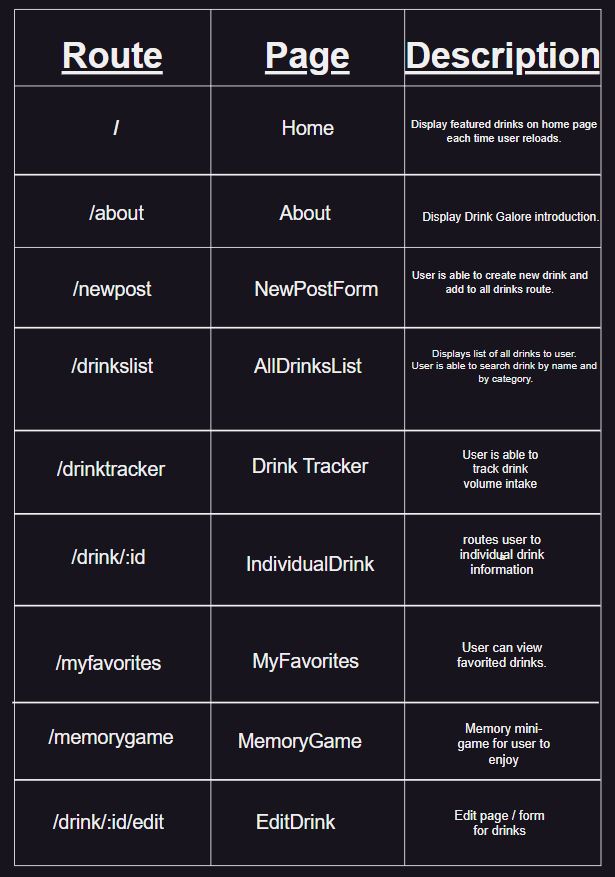 Route Page Description
/ Home Display featured drinks on home page
each time user reloads.
/about About Display Drink Galore introduction.
/newpost NewPostForm User is able to create new drink and
add to all drinks route.
/drinkslist AllDrinksList Displays list of all drinks to user.
User is able to search drink by name and
by category.
/drinktracker Drink Tracker User is able to
track drink
volume intake
/drink/:id IndividualDrink routes user to
individual drink
information
/myfavorites MyFavorites User can view
favorited drinks.
/memorygame MemoryGame Memory mini-
game for user to
enjoy
/drink/:id/edit EditDrink Edit page / form
for drinks